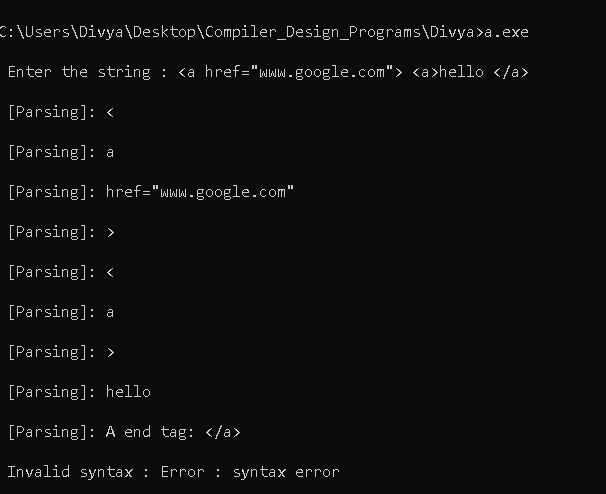 C:\Users\Divya\Desktop\Compiler_Design_Programs\Divya>a.exe
Enter the string : <a href="www.google.com"> <a>hello </a>
[Parsing]: <
[Parsing]: a
[Parsing]: href="www.google.com"
[Parsing]: >
[Parsing]: <
[Parsing]: a
[Parsing]: >
[Parsing]: hello
[Parsing]: A end tag: </a>
Invalid syntax : Error : syntax error